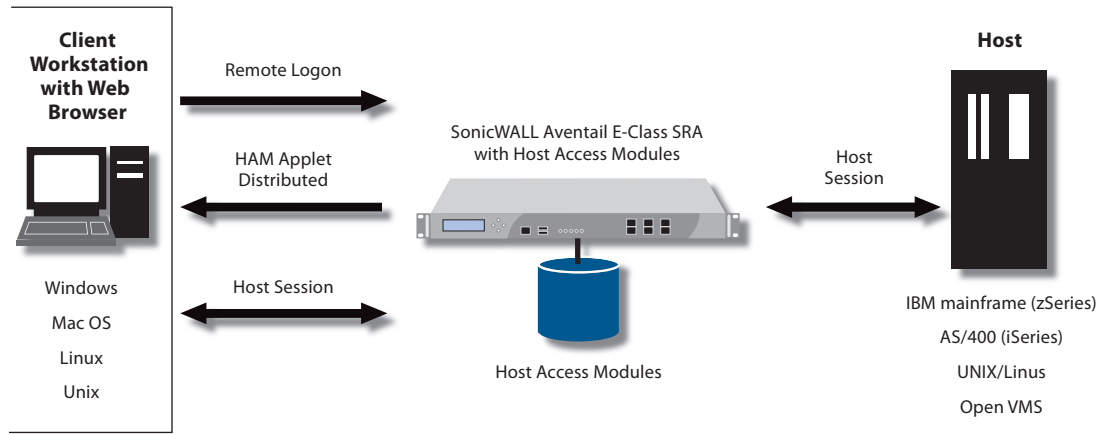 Client
Workstation
with Web
Browser
Windows
Mac OS
Linux
Unix
Remote Logon
HAM Applet
Distributed
Host Session
SonicWALL Aventail E-Class SRA
with Host Access Modules
Host Access Modules
Host
Session
Host
IBM mainframe (zSeries)
AS/400 (iSeries)
UNIX/Linus
Open VMS